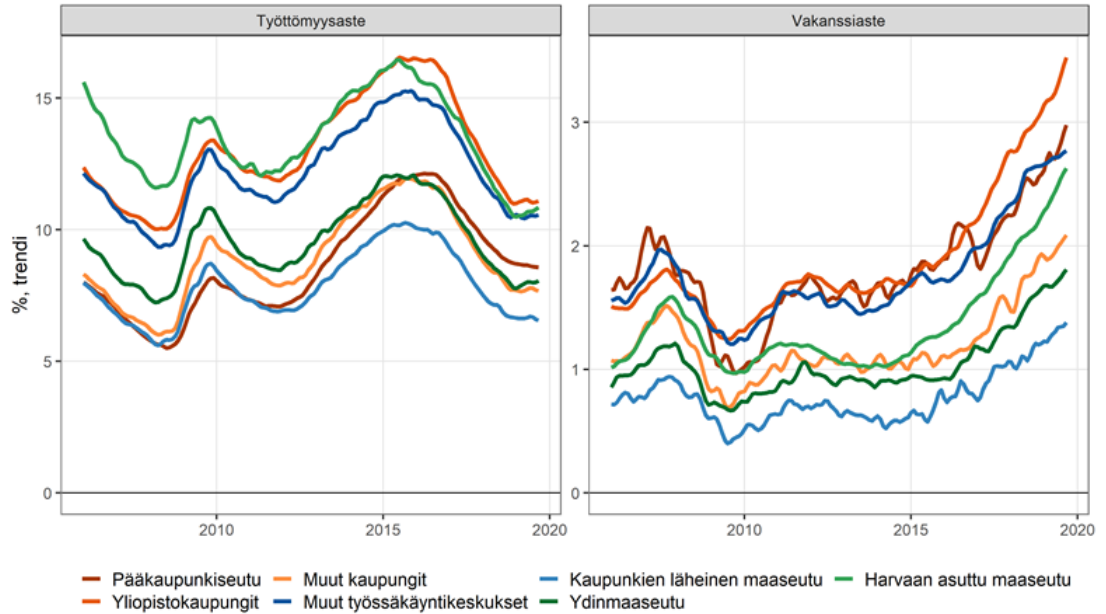 Työttömyysaste
Vakanssiaste
%, trendi
15
10
5
0
3
2
1
0
2010
2015
2020
2010
2015
2020
Pääkaupunkiseutu
Muut kaupungit
Kaupunkien läheinen maaseutu
Harvaan asuttu maaseutu
Yliopistokaupungit
Muut työssäkäyntikeskukset
Ydinmaaseutu